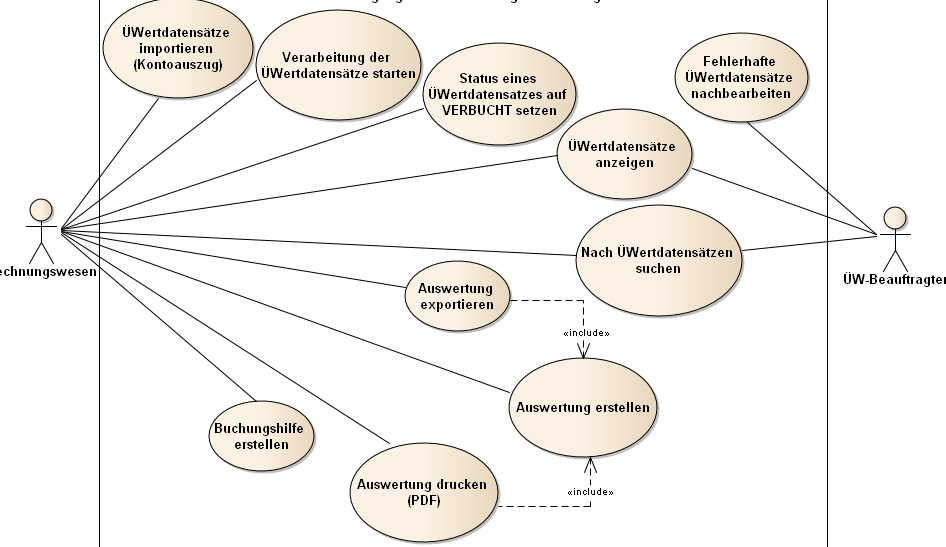 ÜWertdatensätze
importieren
(Kontoauszug)
Verarbeitung der
ÜWertdatensätze starten
Status eines
ÜWertdatensatzes auf
VERBUCHT setzen
Fehlerhafte
ÜWertdatensätze
nachbearbeiten
ÜWertdatensätze
anzeigen
Nach ÜWertdatensätzen
suchen
echnungswesen
ÜW-Beauftragter
Auswertung
exportieren
«include»
Auswertung erstellen
Buchungshilfe
erstellen
Auswertung drucken
(PDF)
«include»